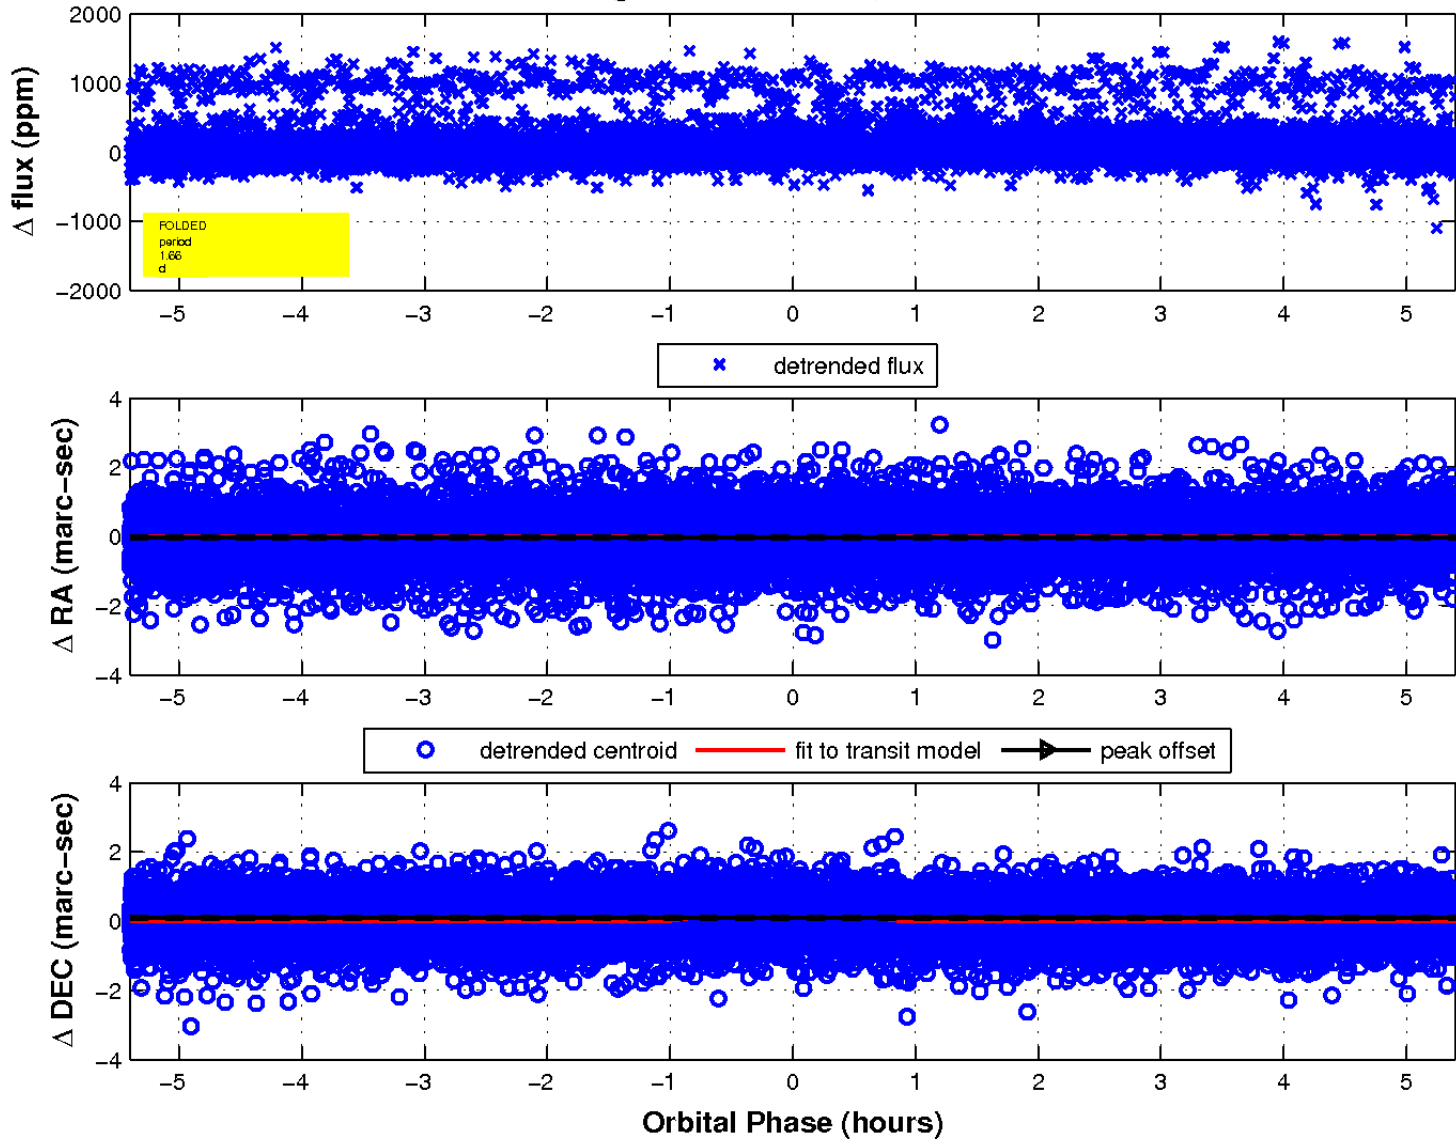 2000
1000
0
−1000
−2000
Δ flux (ppm)
FOLDED
period
1.66
d
−5 −4 −3 −2 −1 0 1 2 3 4 5
detrended flux
4
2
0
−2
−4
Δ RA (marc−sec)
−5 −4 −3 −2 −1 0 1 2 3 4 5
detrended centroid fit to transit model peak offset
4
2
0
−2
−4
Δ DEC (marc−sec)
−5 −4 −3 −2 −1 0 1 2 3 4 5
Orbital Phase (hours)